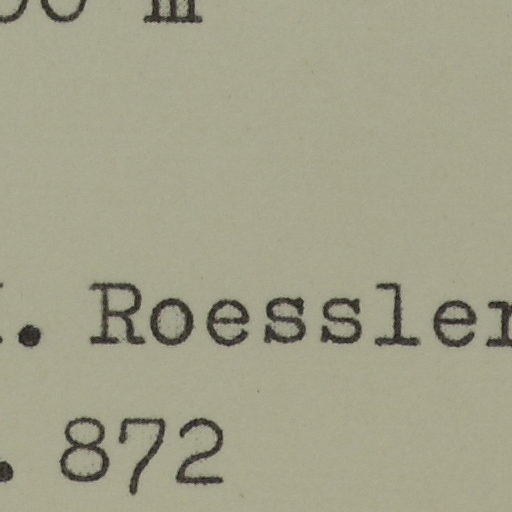 m
. Roessler
. 872